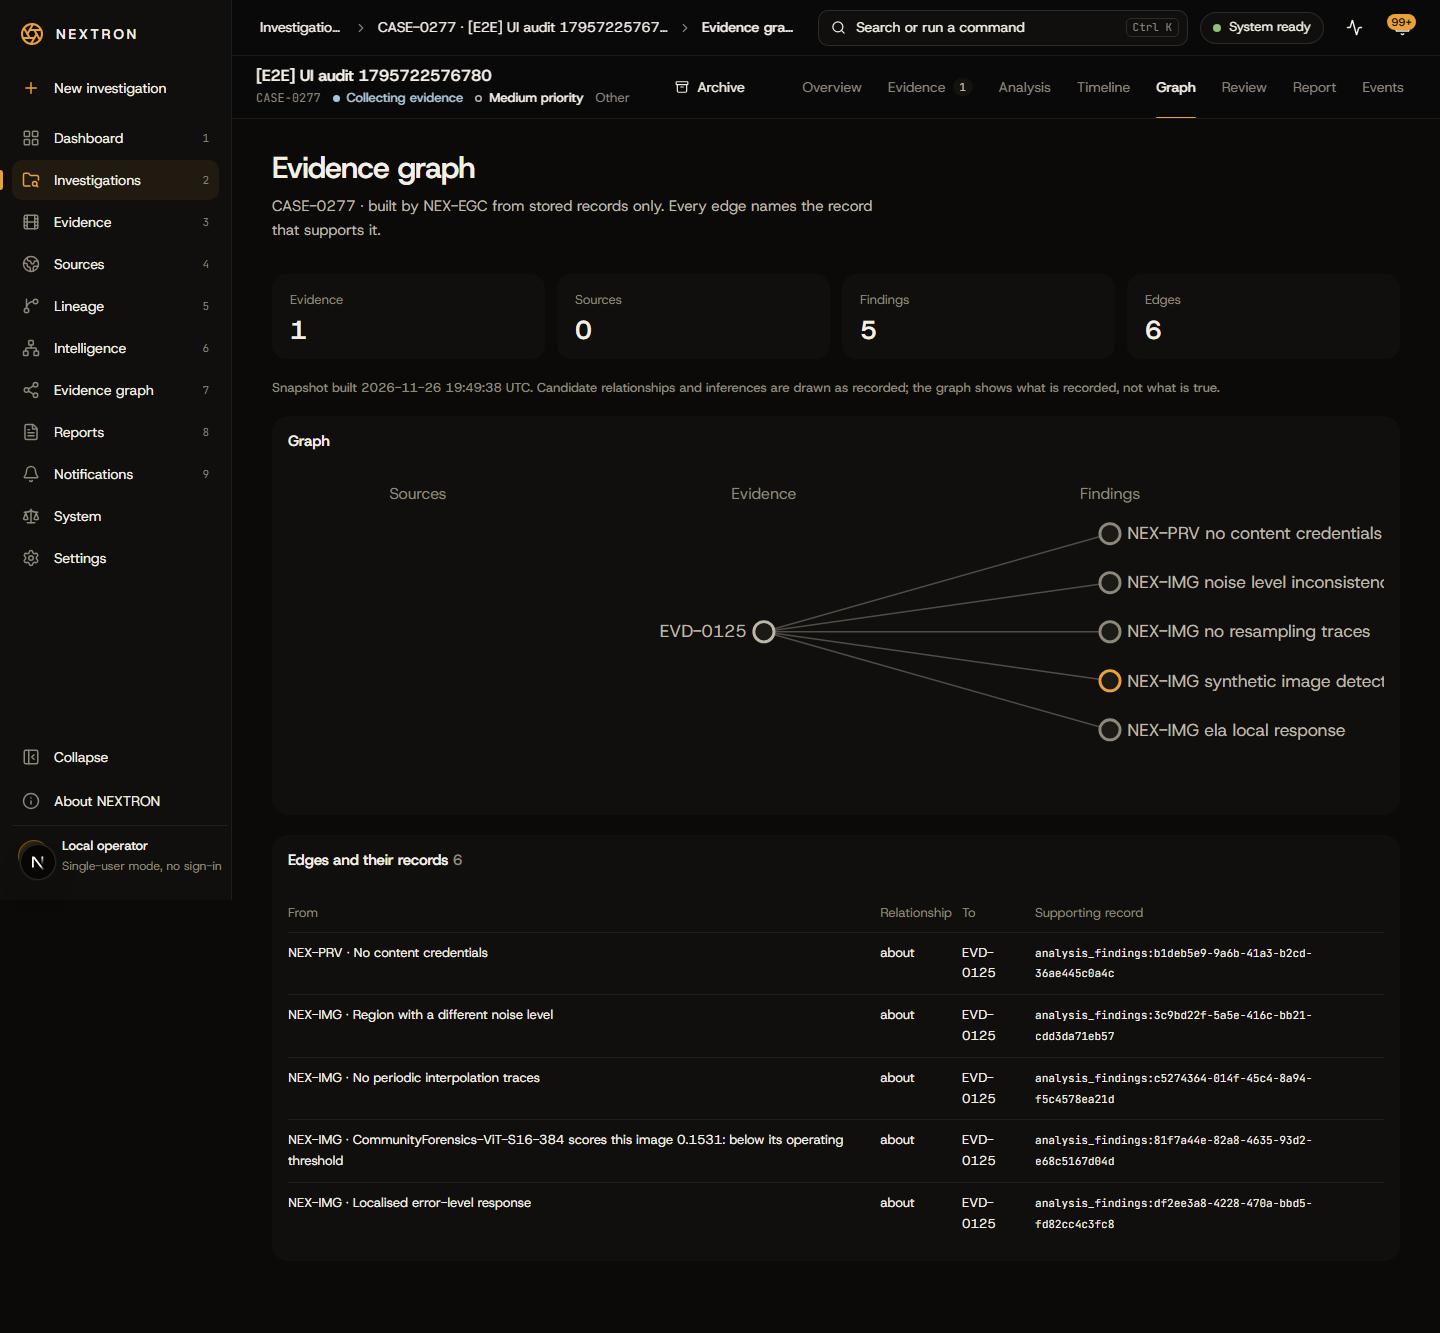 NEXTRON
New investigation
Dashboard 1
Investigations 2
Evidence 3
Sources 4
Lineage 5
Intelligence 6
Evidence graph 7
Reports 8
Notifications 9
System
Settings
Collapse
About NEXTRON
N
Local operator
Single-user mode, no sign-in
Investigatio... > CASE-0277 · [E2E] UI audit 17957225767... > Evidence gra...
Search or run a command Ctrl K
System ready
99+
[E2E] UI audit 1795722576780
CASE-0277 Collecting evidence Medium priority Other
Archive
Overview Evidence 1 Analysis Timeline Graph Review Report Events
Evidence graph
CASE-0277 · built by NEX-EGC from stored records only. Every edge names the record
that supports it.
Evidence
1
Sources
0
Findings
5
Edges
6
Snapshot built 2026-11-26 19:49:38 UTC. Candidate relationships and inferences are drawn as recorded; the graph shows what is recorded, not what is true.
Graph
Sources Evidence Findings
NEX-PRV no content credentials
NEX-IMG noise level inconsistenc
EVD-0125
NEX-IMG no resampling traces
NEX-IMG synthetic image detect
NEX-IMG ela local response
Edges and their records 6
From Relationship To Supporting record
NEX-PRV · No content credentials about EVD- analysis_findings:b1deb5e9-9a6b-41a3-b2cd-
0125 36ae445c0a4c
NEX-IMG · Region with a different noise level about EVD- analysis_findings:3c9bd22f-5a5e-416c-bb21-
0125 cdd3da71eb57
NEX-IMG · No periodic interpolation traces about EVD- analysis_findings:c5274364-014f-45c4-8a94-
0125 f5c4578ea21d
NEX-IMG · CommunityForensics-ViT-S16-384 scores this image 0.1531: below its operating about EVD- analysis_findings:81f7a44e-82a8-4635-93d2-
threshold 0125 e68c5167d04d
NEX-IMG · Localised error-level response about EVD- analysis_findings:df2ee3a8-4228-470a-bbd5-
0125 fd82cc4c3fc8